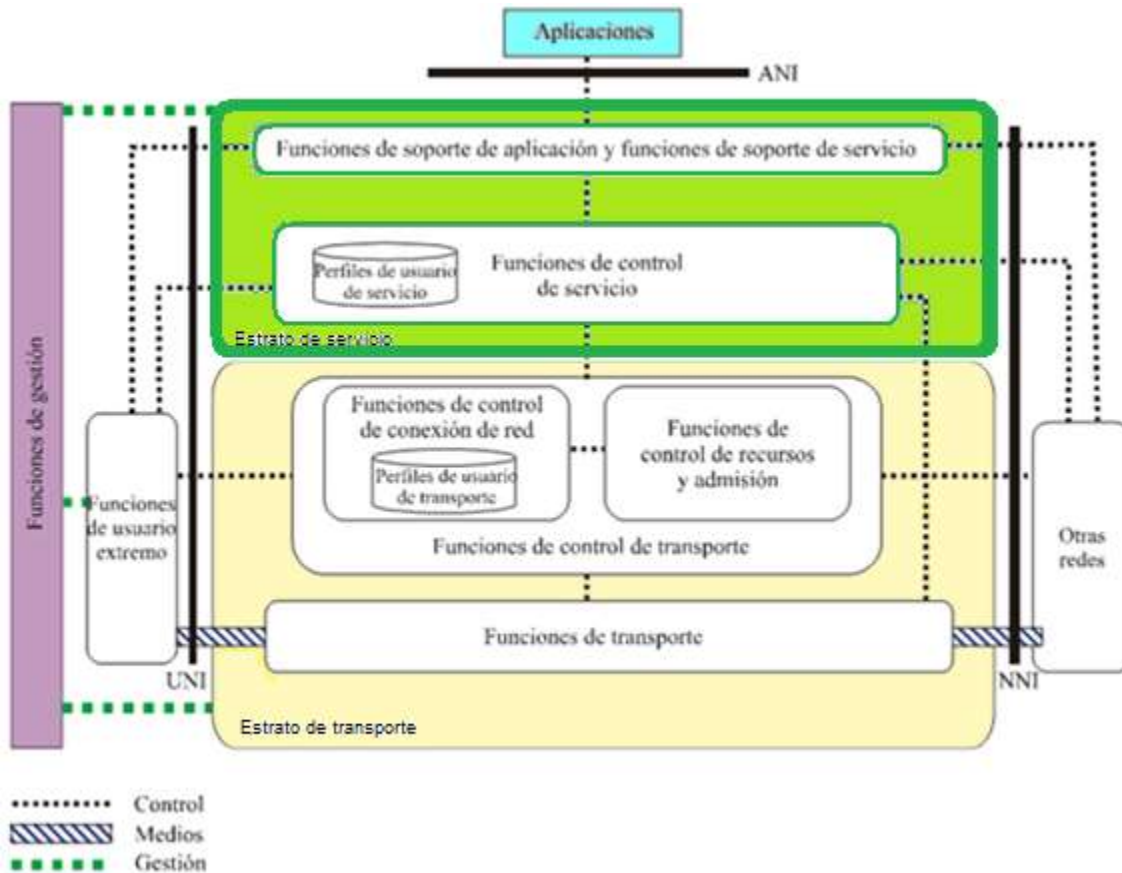 Aplicaciones
ANI
Funciones de soporte de aplicación y funciones de soporte de servicio
Perfiles de usuario
de servicio
Funciones de control
de servicio
Estrato de servicio
Funciones de gestión
Funciones de control
de conexión de red
Perfiles de usuario
de transporte
Funciones de
control de recursos
y admisión
Funciones de control de transporte
Funciones
de usuario
extremo
Otras
redes
Funciones de transporte
UNI
NNI
Estrato de transporte
Control
Medios
Gestión